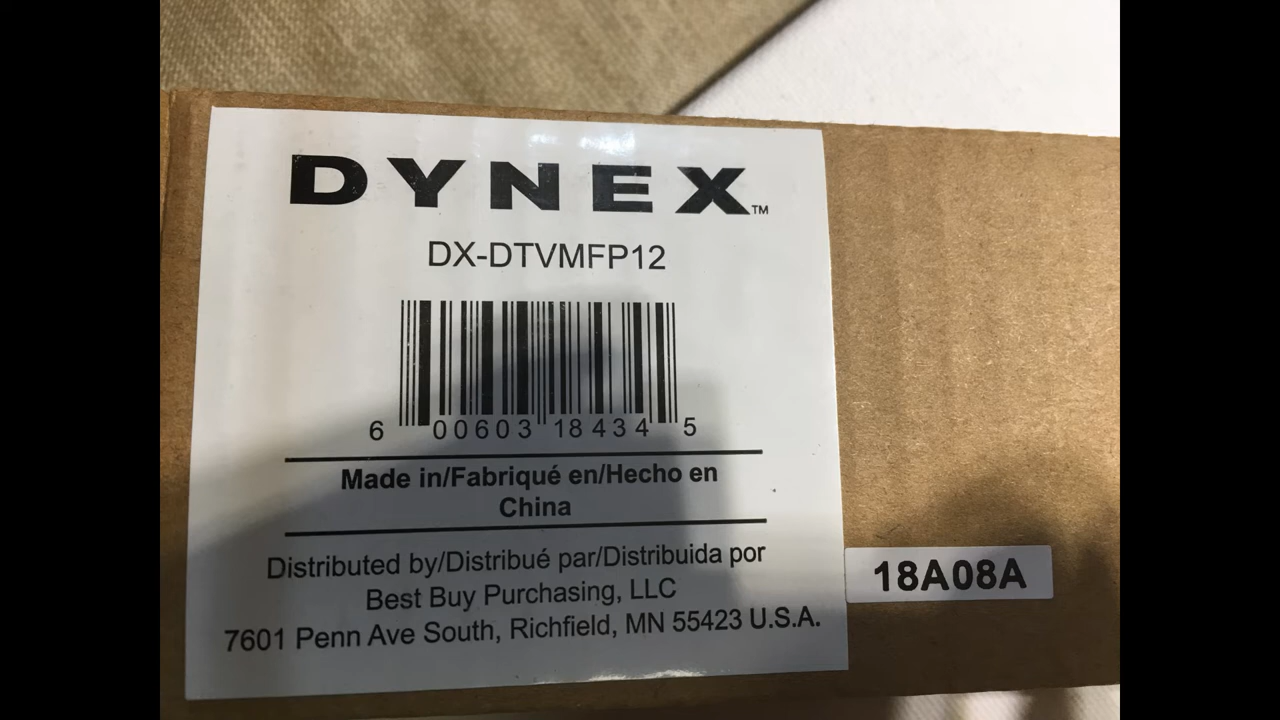 DYNEX™
DX-DTVMFP12
6 00603 18434 5
Made in/Fabriqué en/Hecho en
China
Distributed by/Distribué par/Distribuida por
Best Buy Purchasing, LLC
7601 Penn Ave South, Richfield, MN 55423 U.S.A.
18A08A